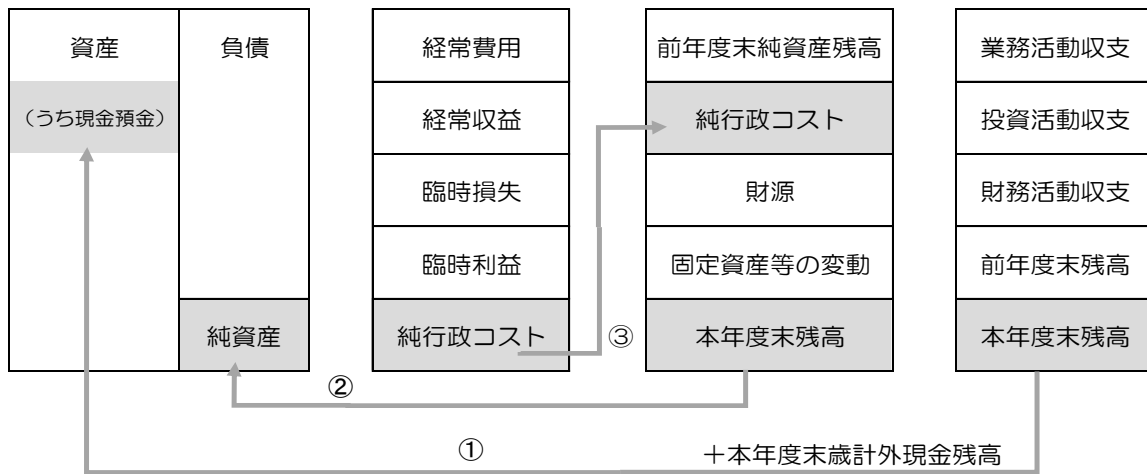 資産
負債
(うち現金預金)
純資産
経常費用
経常収益
臨時損失
臨時利益
純行政コスト
前年度末純資産残高
純行政コスト
財源
固定資産等の変動
本年度末残高
業務活動収支
投資活動収支
財務活動収支
前年度末残高
本年度末残高
③
②
①
+本年度末歳計外現金残高